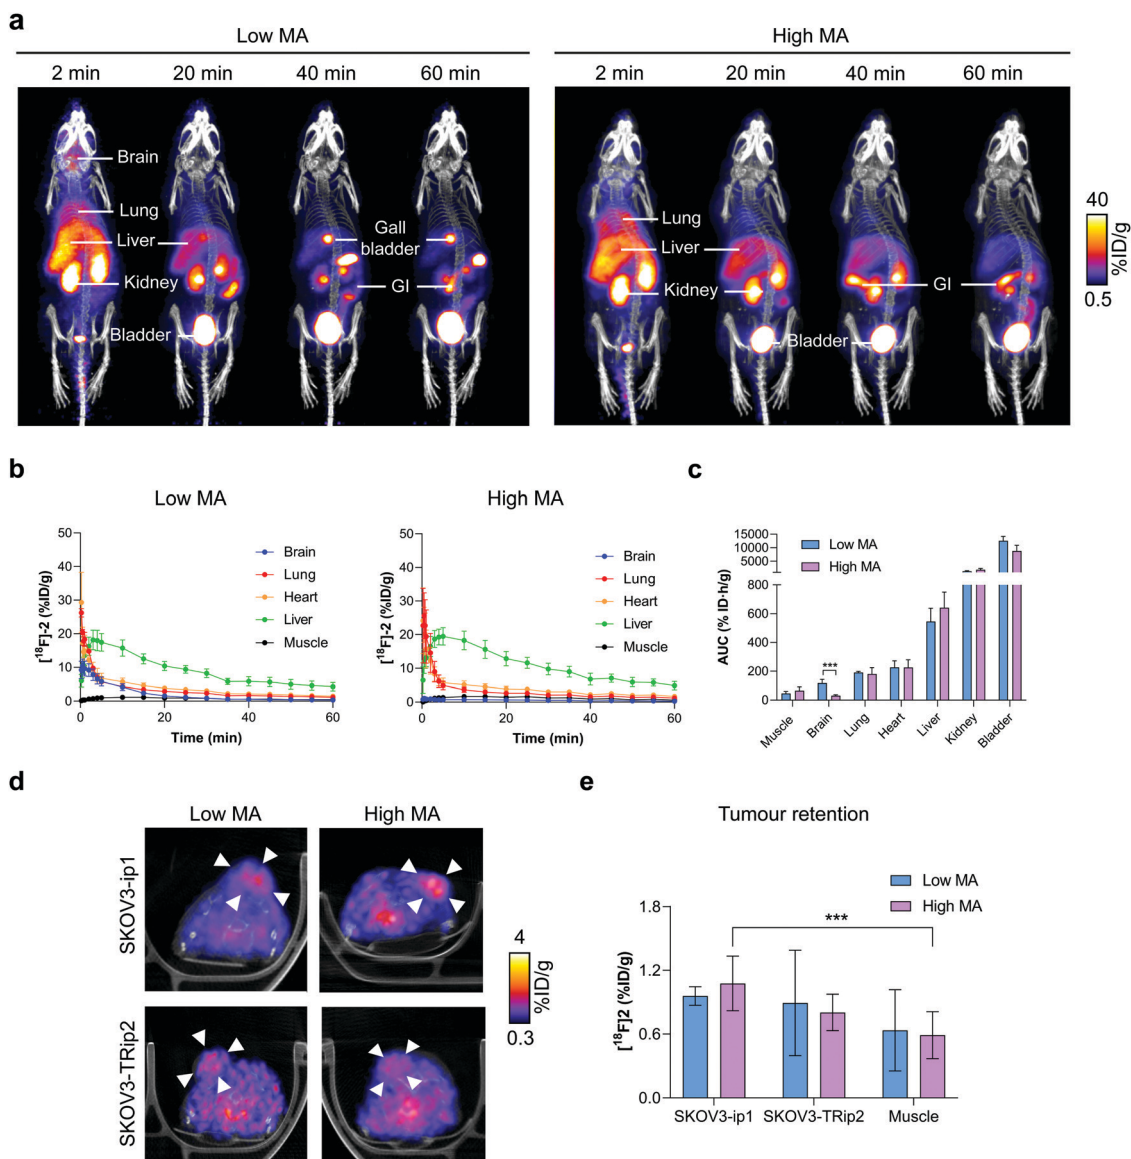 a
Low MA
High MA
2 min 20 min 40 min 60 min
2 min 20 min 40 min 60 min
Brain
Lung
Liver
Kidney
Bladder
Gall
bladder
GI
Lung
Liver
Kidney
Bladder
GI
40
%ID/g
0.5
b
Low MA
[¹⁸F]-2 (%ID/g)
50
40
30
20
10
0
0 20 40 60
Time (min)
Brain
Lung
Heart
Liver
Muscle
High MA
[¹⁸F]-2 (%ID/g)
50
40
30
20
10
0
0 20 40 60
Time (min)
Brain
Lung
Heart
Liver
Muscle
c
AUC (% ID·h/g)
15000
10000
5000
800
600
400
200
0
Low MA
High MA
***
Muscle Brain Lung Heart Liver Kidney Bladder
d
Low MA High MA
SKOV3-ip1
SKOV3-TRip2
4
%ID/g
0.3
e
Tumour retention
Low MA
High MA
***
[¹⁸F]2 (%ID/g)
1.8
1.2
0.6
0.0
SKOV3-ip1 SKOV3-TRip2 Muscle